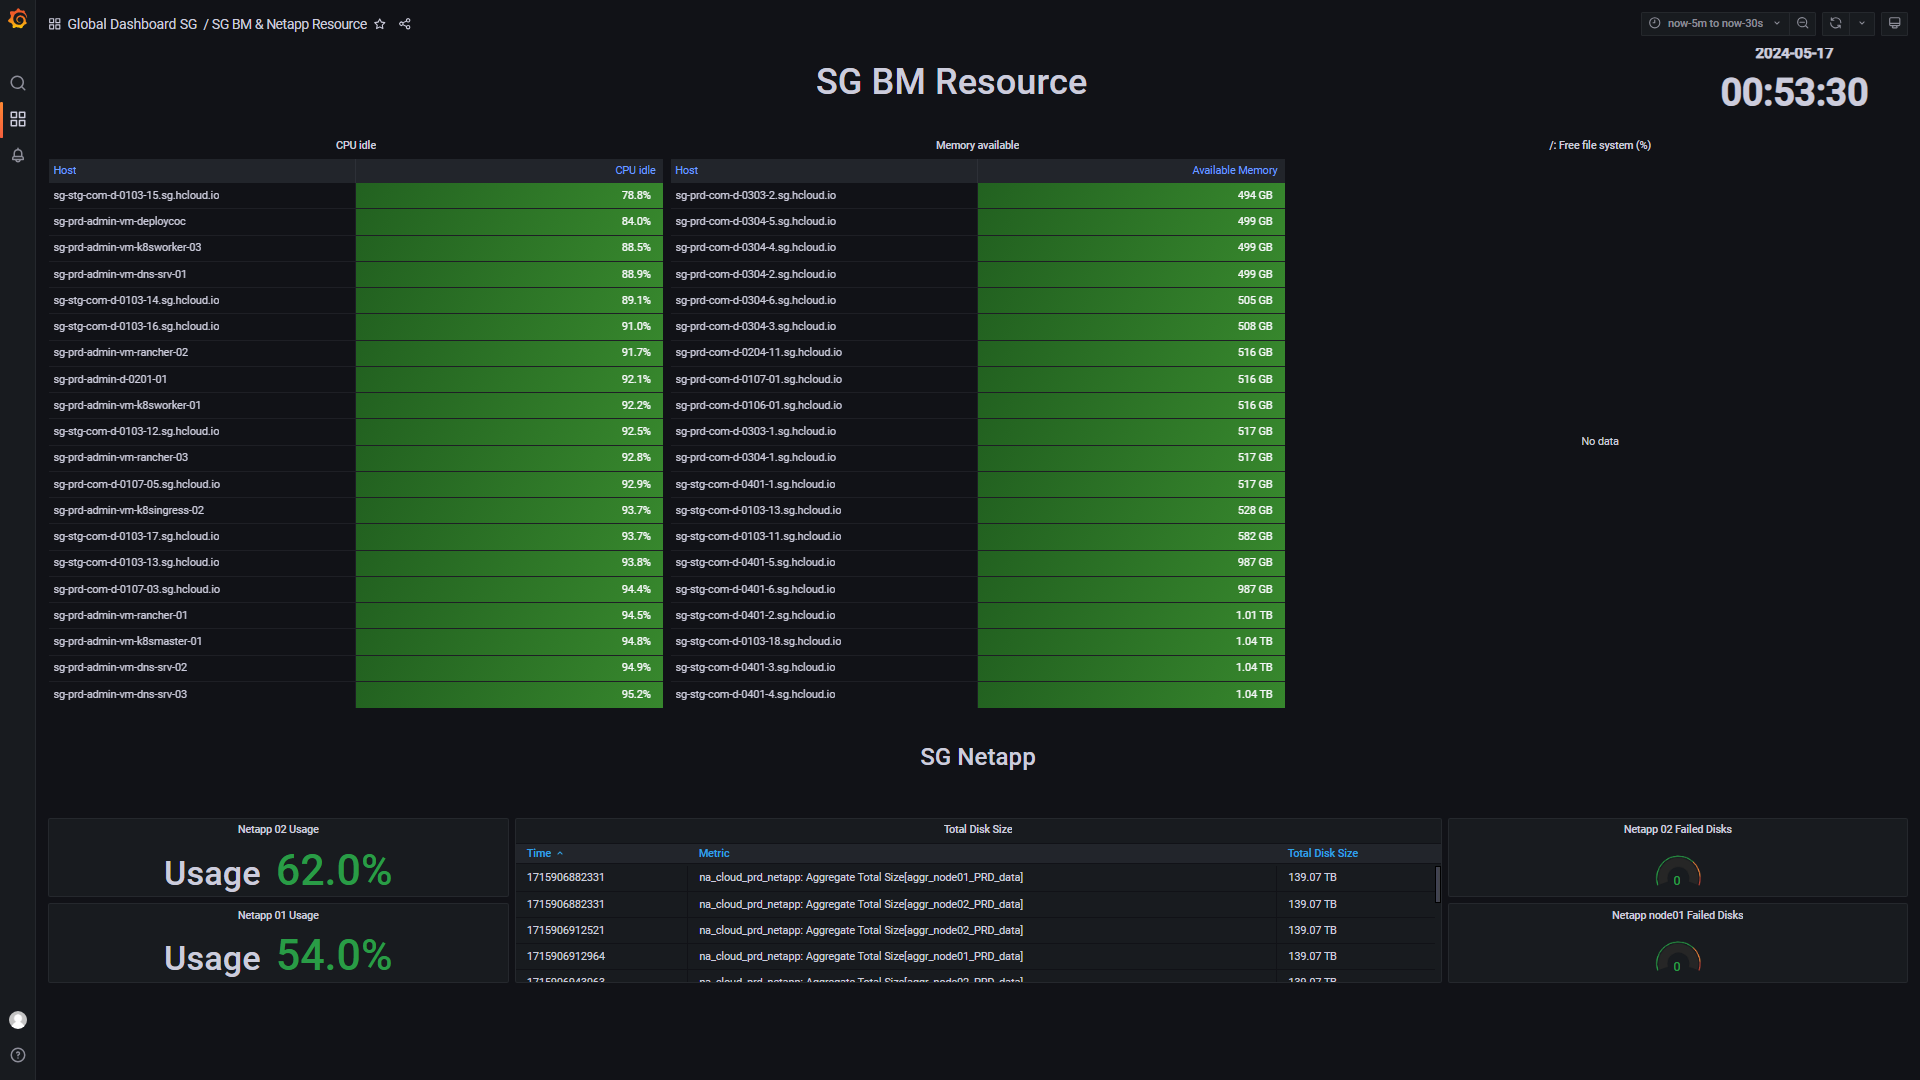 Global Dashboard SG / SG BM & Netapp Resource
now-5m to now-30s
SG BM Resource
2024-05-17
00:53:30
CPU idle
Host CPU idle
sg-stg-com-d-0103-15.sg.hcloud.io 78.8%
sg-prd-admin-vm-deploycoc 84.0%
sg-prd-admin-vm-k8sworker-03 88.5%
sg-prd-admin-vm-dns-srv-01 88.9%
sg-stg-com-d-0103-14.sg.hcloud.io 89.1%
sg-stg-com-d-0103-16.sg.hcloud.io 91.0%
sg-prd-admin-vm-rancher-02 91.7%
sg-prd-admin-d-0201-01 92.1%
sg-prd-admin-vm-k8sworker-01 92.2%
sg-stg-com-d-0103-12.sg.hcloud.io 92.5%
sg-prd-admin-vm-rancher-03 92.8%
sg-prd-com-d-0107-05.sg.hcloud.io 92.9%
sg-prd-admin-vm-k8singress-02 93.7%
sg-stg-com-d-0103-17.sg.hcloud.io 93.7%
sg-stg-com-d-0103-13.sg.hcloud.io 93.8%
sg-prd-com-d-0107-03.sg.hcloud.io 94.4%
sg-prd-admin-vm-rancher-01 94.5%
sg-prd-admin-vm-k8smaster-01 94.8%
sg-prd-admin-vm-dns-srv-02 94.9%
sg-prd-admin-vm-dns-srv-03 95.2%
Memory available
Host Available Memory
sg-prd-com-d-0303-2.sg.hcloud.io 494 GB
sg-prd-com-d-0304-5.sg.hcloud.io 499 GB
sg-prd-com-d-0304-4.sg.hcloud.io 499 GB
sg-prd-com-d-0304-2.sg.hcloud.io 499 GB
sg-prd-com-d-0304-6.sg.hcloud.io 505 GB
sg-prd-com-d-0304-3.sg.hcloud.io 508 GB
sg-prd-com-d-0204-11.sg.hcloud.io 516 GB
sg-prd-com-d-0107-01.sg.hcloud.io 516 GB
sg-prd-com-d-0106-01.sg.hcloud.io 516 GB
sg-prd-com-d-0303-1.sg.hcloud.io 517 GB
sg-prd-com-d-0304-1.sg.hcloud.io 517 GB
sg-stg-com-d-0401-1.sg.hcloud.io 517 GB
sg-stg-com-d-0103-13.sg.hcloud.io 528 GB
sg-stg-com-d-0103-11.sg.hcloud.io 582 GB
sg-stg-com-d-0401-5.sg.hcloud.io 987 GB
sg-stg-com-d-0401-6.sg.hcloud.io 987 GB
sg-stg-com-d-0401-2.sg.hcloud.io 1.01 TB
sg-stg-com-d-0103-18.sg.hcloud.io 1.04 TB
sg-stg-com-d-0401-3.sg.hcloud.io 1.04 TB
sg-stg-com-d-0401-4.sg.hcloud.io 1.04 TB
/: Free file system (%)
No data
SG Netapp
Netapp 02 Usage
Usage 62.0%
Netapp 01 Usage
Usage 54.0%
Total Disk Size
Time Metric Total Disk Size
1715906882331 na_cloud_prd_netapp: Aggregate Total Size[aggr_node01_PRD_data] 139.07 TB
1715906882331 na_cloud_prd_netapp: Aggregate Total Size[aggr_node02_PRD_data] 139.07 TB
1715906912521 na_cloud_prd_netapp: Aggregate Total Size[aggr_node02_PRD_data] 139.07 TB
1715906912964 na_cloud_prd_netapp: Aggregate Total Size[aggr_node01_PRD_data] 139.07 TB
na_cloud_prd_netapp: Aggregate Total Size[aggr_node02_PRD_data] 139.07 TB
Netapp 02 Failed Disks
0
Netapp node01 Failed Disks
0